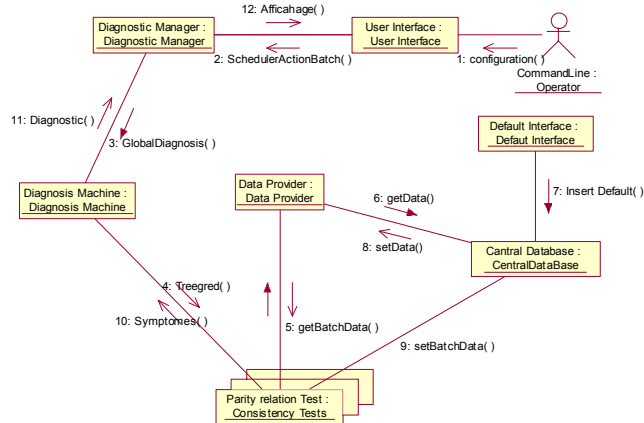 12: Afficahage( )
Diagnostic Manager :
Diagnostic Manager
User Interface :
User Interface
2: SchedulerActionBatch( )
1: configuration( )
CommandLine :
Operator
11: Diagnostic( )
3: GlobalDiagnosis( )
Default Interface :
Defaut Interface
Diagnosis Machine :
Diagnosis Machine
Data Provider :
Data Provider
6: getData( )
7: Insert Default( )
8: setData()
Cantral Database :
CentralDataBase
4: Treegred( )
10: Symptomes( )
5: getBatchData( )
9: setBatchData( )
Parity relation Test :
Consistency Tests